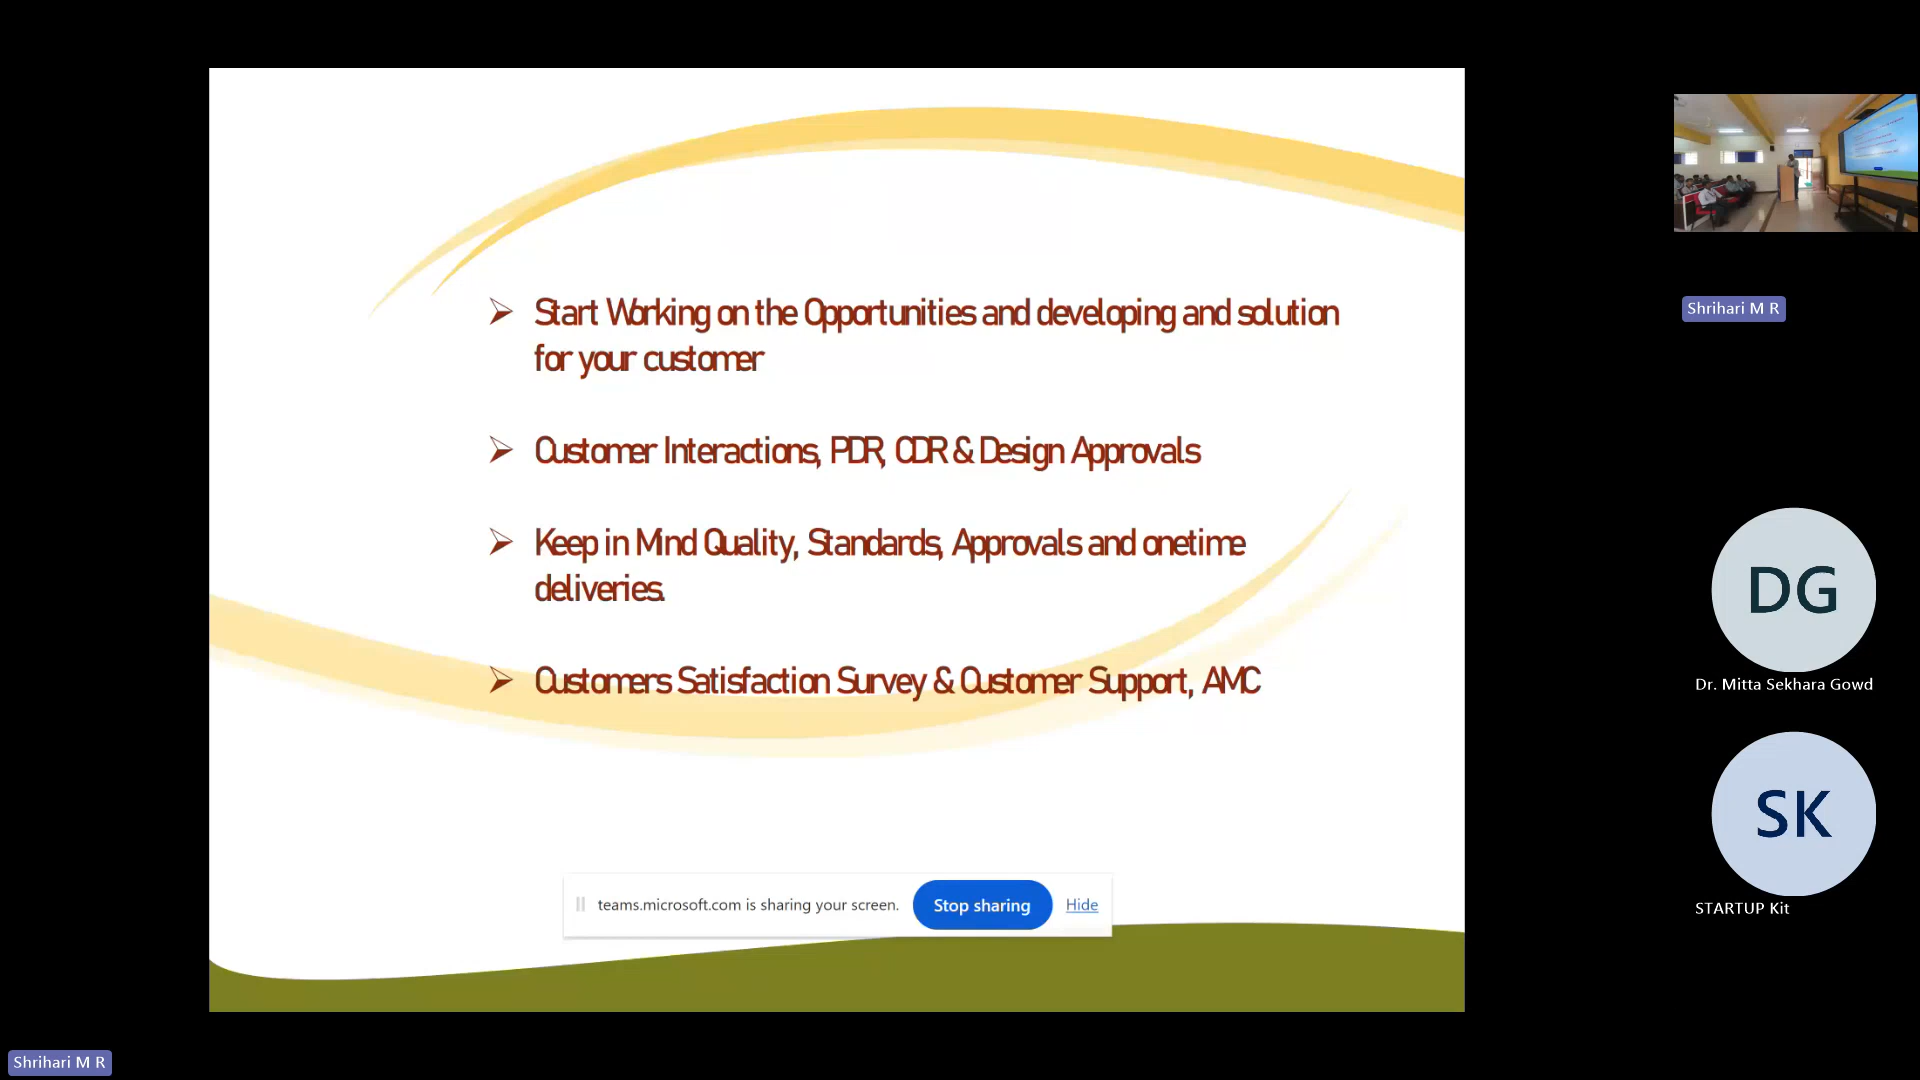 Start Working on the Opportunities and developing and solution
for your customer
Customer Interactions, PDR, CDR & Design Approvals
Keep in Mind Quality, Standards, Approvals and onetime
deliveries.
Customers Satisfaction Survey & Customer Support, AMC
teams.microsoft.com is sharing your screen. Stop sharing Hide
Shrihari M R
DG
Dr. Mitta Sekhara Gowd
SK
STARTUP Kit
Shrihari M R